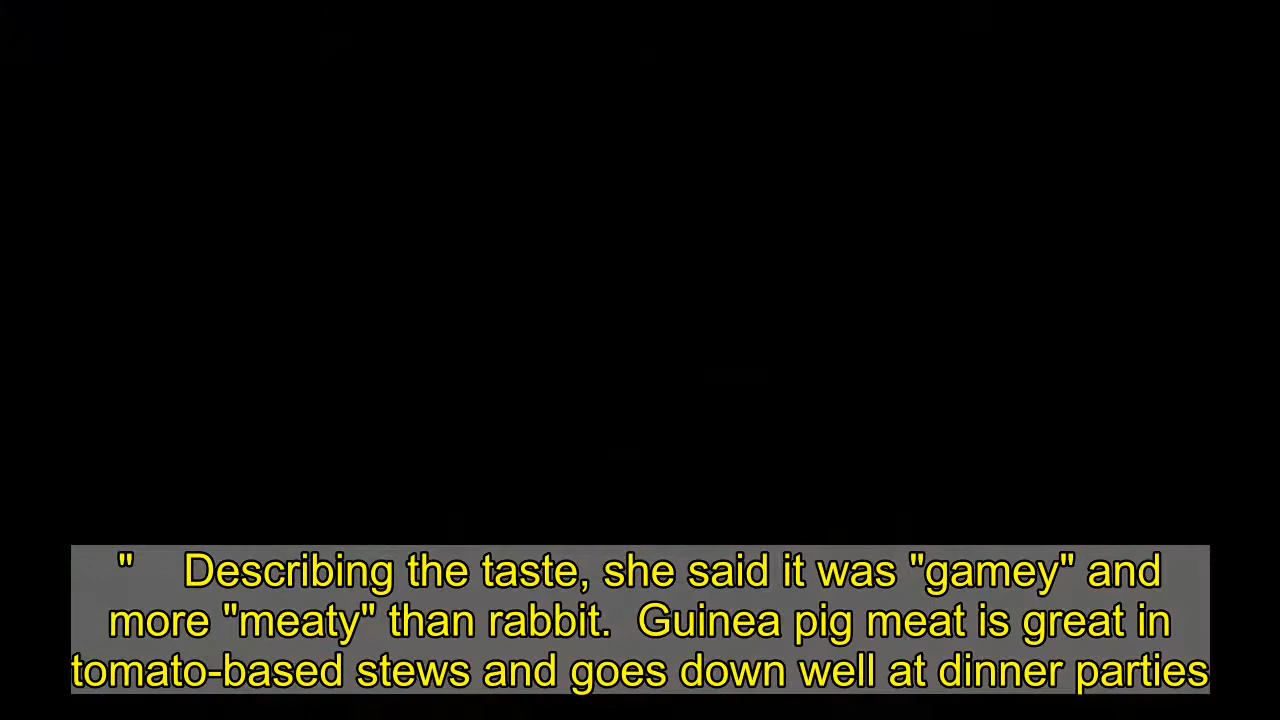 "    Describing the taste, she said it was "gamey" and
more "meaty" than rabbit.  Guinea pig meat is great in
tomato-based stews and goes down well at dinner parties